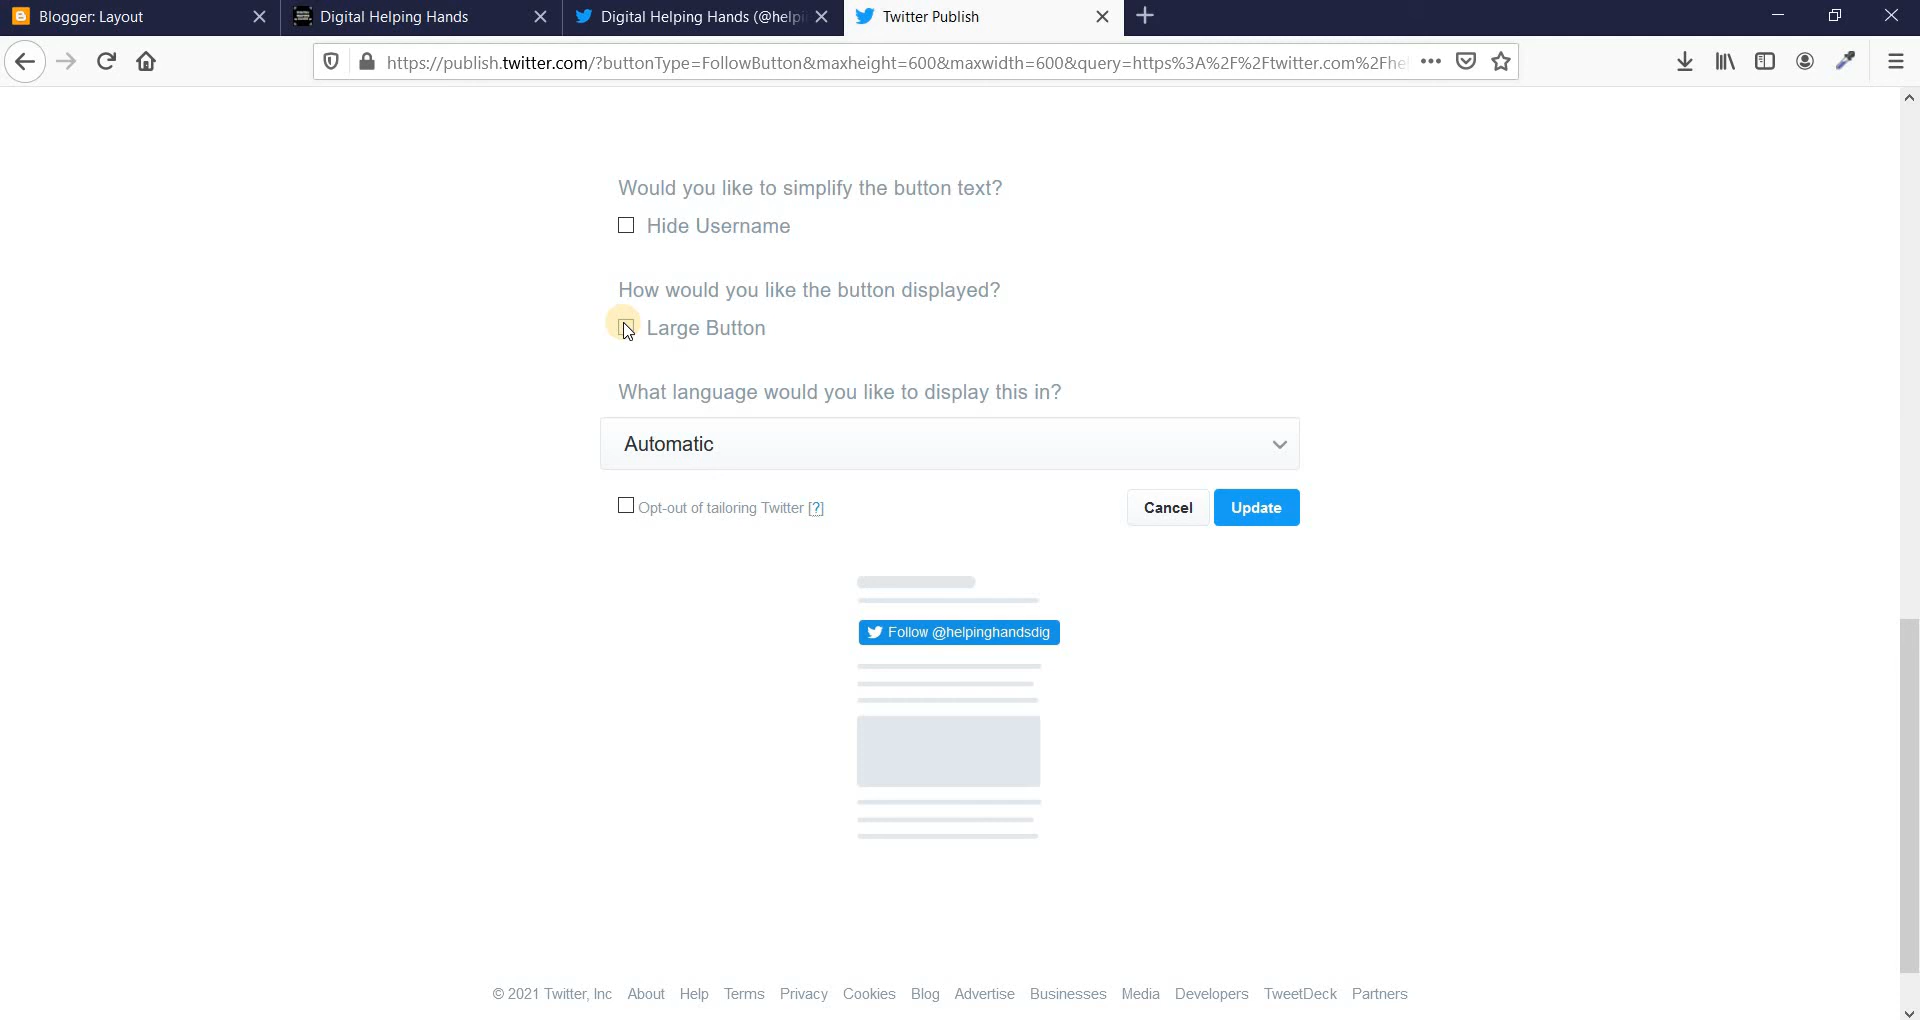 Blogger: Layout
Digital Helping Hands
Digital Helping Hands (@helpi
Twitter Publish
https://publish.twitter.com/?buttonType=FollowButton&maxheight=600&maxwidth=600&query=https%3A%2F%2Ftwitter.com%2Fhe
Would you like to simplify the button text?
Hide Username
How would you like the button displayed?
Large Button
What language would you like to display this in?
Automatic
Opt-out of tailoring Twitter [?]
Cancel
Update
Follow @helpinghandsdig
© 2021 Twitter, Inc About Help Terms Privacy Cookies Blog Advertise Businesses Media Developers TweetDeck Partners